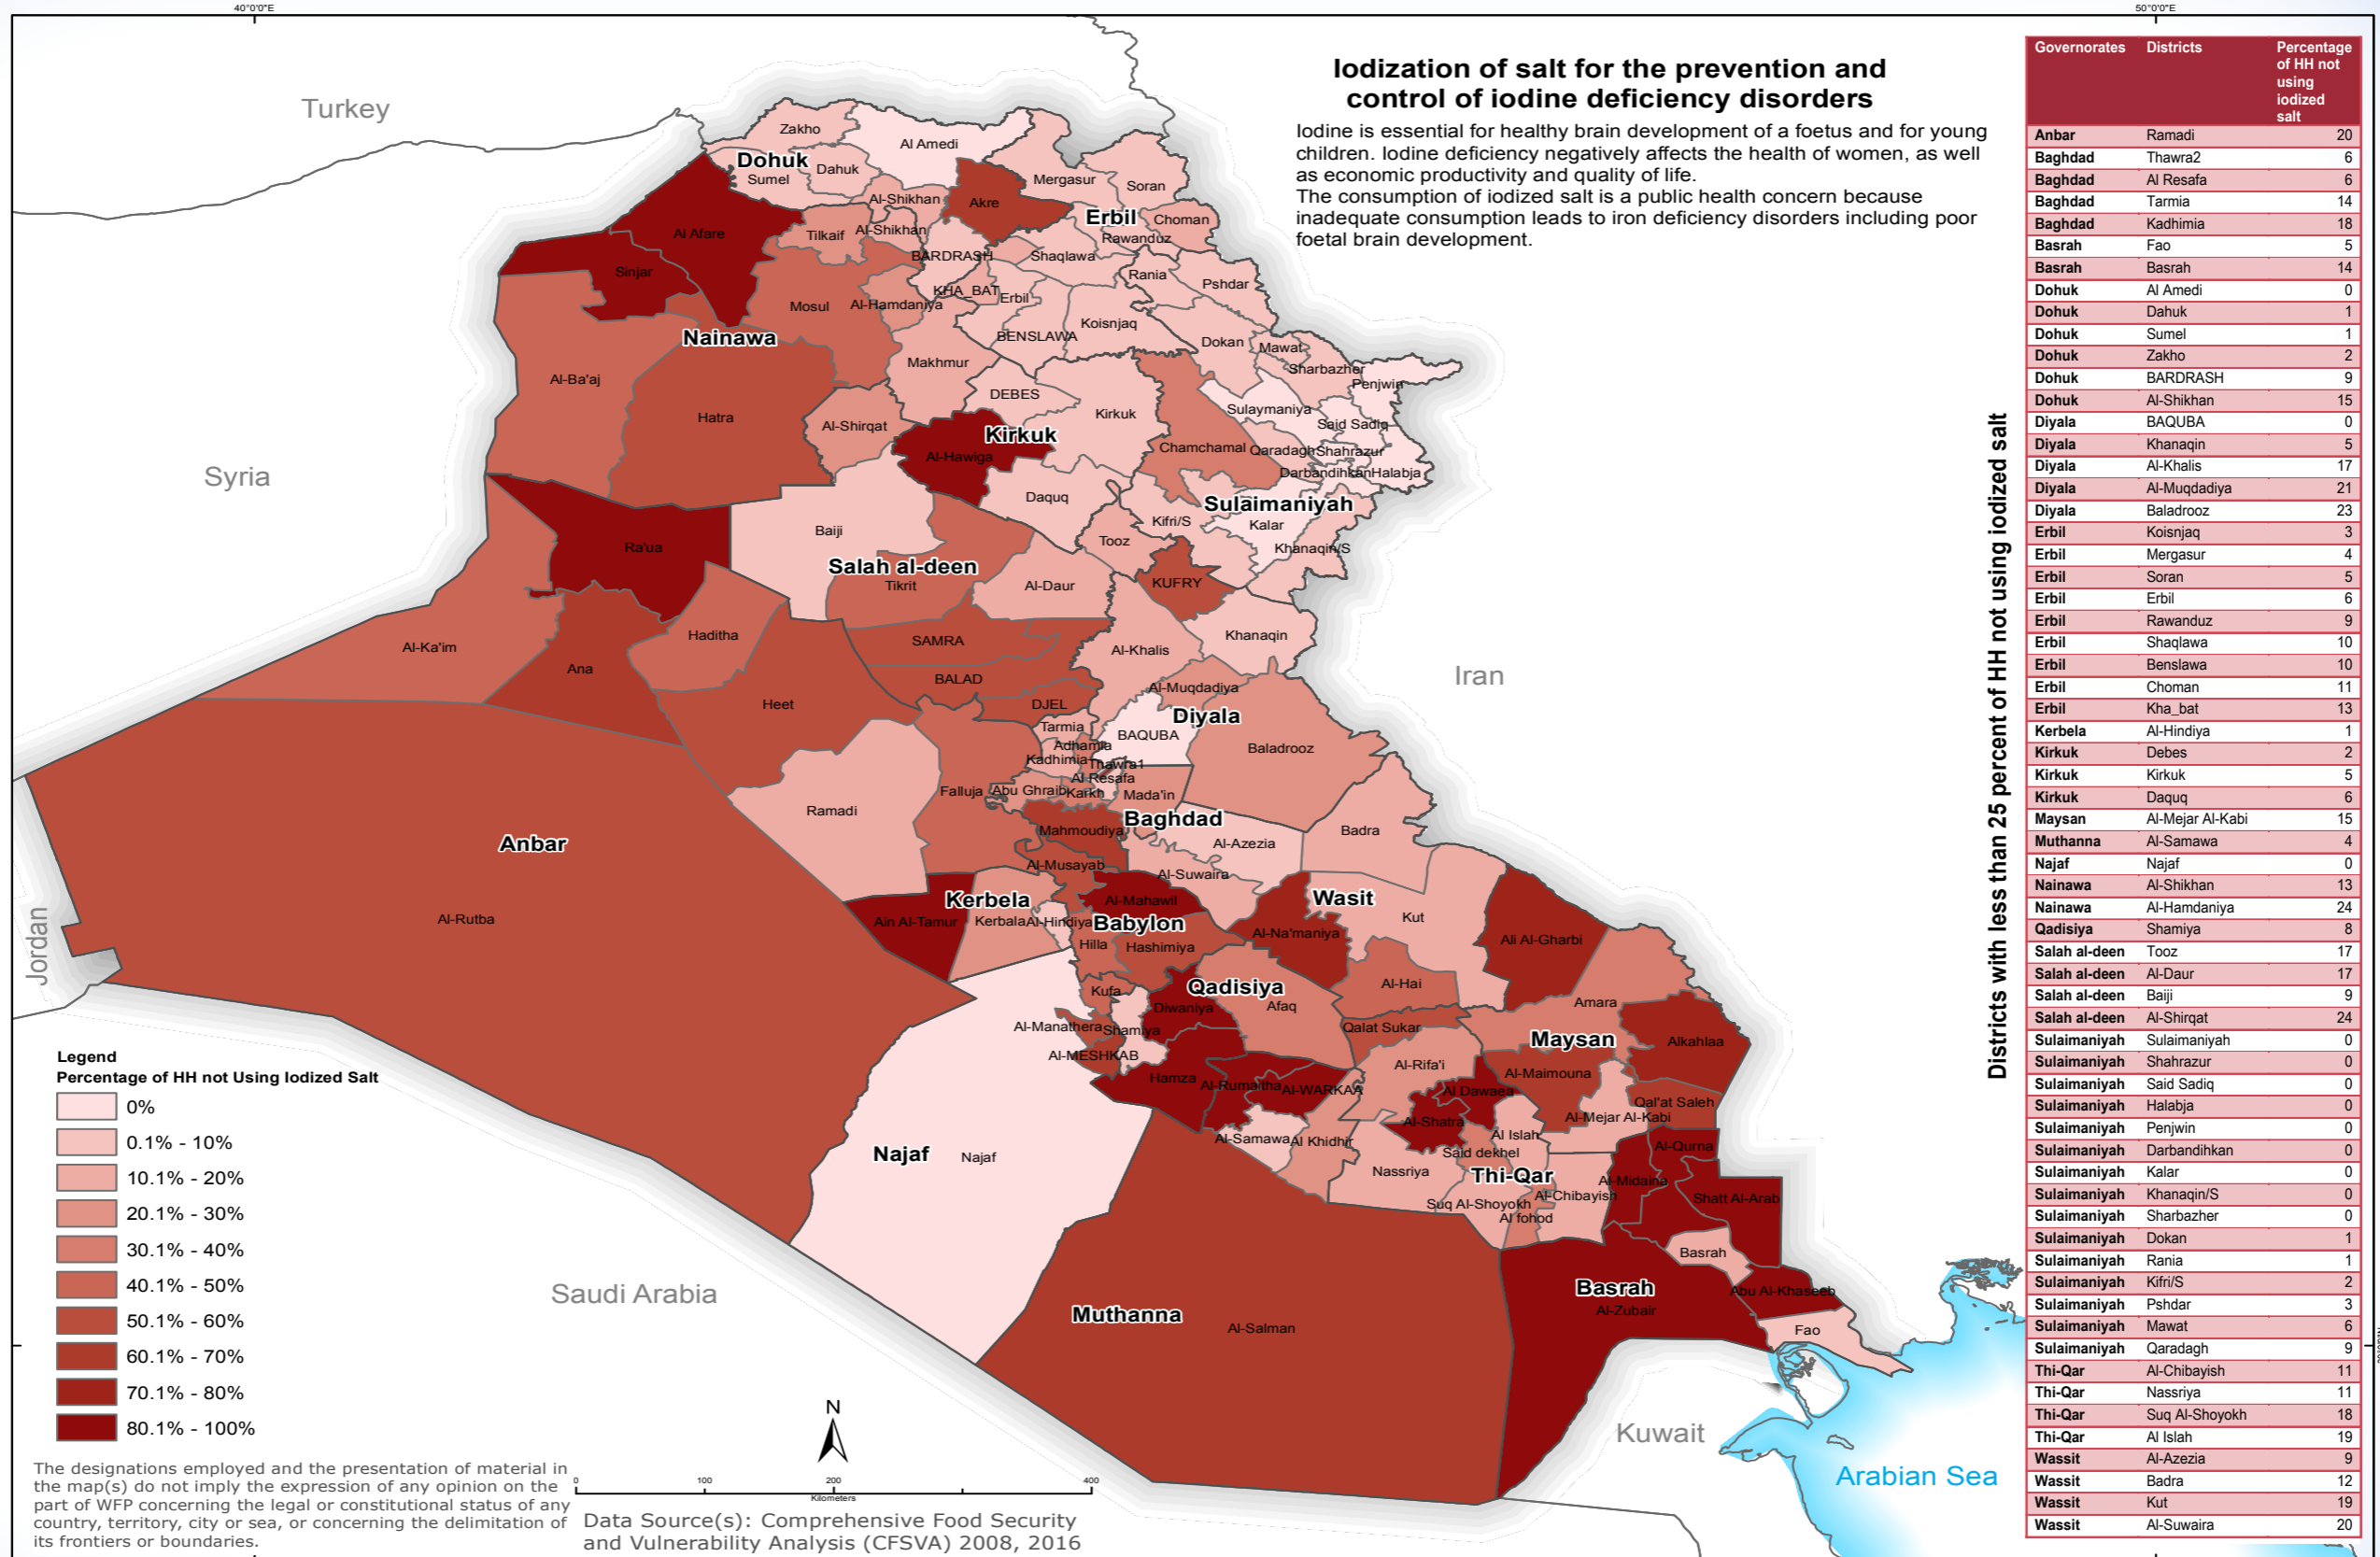 40°0'0"E
50°0'0"E
Iodization of salt for the prevention and
control of iodine deficiency disorders
Iodine is essential for healthy brain development of a foetus and for young
children. Iodine deficiency negatively affects the health of women, as well
as economic productivity and quality of life.
The consumption of iodized salt is a public health concern because
inadequate consumption leads to iron deficiency disorders including poor
foetal brain development.
Turkey
Syria
Jordan
Saudi Arabia
Kuwait
Iran
Arabian Sea
Zakho
Al Amedi
Dohuk
Sumel
Dahuk
Mergasur
Soran
Al-Shikhan
Akre
Erbil
Choman
Al Afare
Tilkaif
Al-Shikhan
Rawanduz
BARDRASH
Shaqlawa
Sinjar
Rania
Pshdar
KHA_BAT
Erbil
Mosul
Al-Hamdaniya
Koisnjaq
Nainawa
BENSLAWA
Dokan
Mawat
Makhmur
Sharbazher
Al-Ba'aj
Penjwin
DEBES
Hatra
Kirkuk
Sulaymaniya
Al-Shirqat
Said Sadiq
Kirkuk
Al-Hawiga
Chamchamal
Qaradagh
Shahrazur
Darbandihkan
Halabja
Daquq
Sulaimaniyah
Kifri/S
Kalar
Baiji
Ra'ua
Tooz
Khanaqin/S
Salah al-deen
Tikrit
Al-Daur
KUFRY
Al-Ka'im
Haditha
SAMRA
Khanaqin
Al-Khalis
Ana
BALAD
Al-Muqdadiya
Heet
DJEL
Diyala
Tarmia
BAQUBA
Adhamia
Baladrooz
Kadhimia
Thawra1
Al Resafa
Falluja
Abu Ghraib
Karkh
Mada'in
Ramadi
Baghdad
Mahmoudiya
Badra
Anbar
Al-Azezia
Al-Musayab
Al-Suwaira
Kerbela
Al-Mahawil
Wasit
Al-Rutba
Ain Al-Tamur
Kerbala
Al-Hindiya
Babylon
Kut
Al-Na'maniya
Hilla
Hashimiya
Ali Al-Gharbi
Al-Hai
Kufa
Qadisiya
Diwaniya
Afaq
Amara
Al-Manathera
Shamiya
Qalat Sukar
Maysan
Alkahlaa
Al-MESHKAB
Al-Rifa'i
Hamza
Al-Rumaitha
Al-WARKAA
Al-Maimouna
Al Dawaea
Qal'at Saleh
Al-Shatra
Al-Mejar Al-Kabi
Al-Samawa
Al Khidhir
Al Islah
Al-Qurna
Najaf
Najaf
Said dekhel
Nassriya
Thi-Qar
Al-Midaina
Shatt Al-Arab
Suq Al-Shoyokh
Al-Chibayish
Al fohod
Basrah
Basrah
Abu Al-Khaseeb
Al-Zubair
Muthanna
Al-Salman
Fao
Legend
Percentage of HH not Using Iodized Salt
0%
0.1% - 10%
10.1% - 20%
20.1% - 30%
30.1% - 40%
40.1% - 50%
50.1% - 60%
60.1% - 70%
70.1% - 80%
80.1% - 100%
The designations employed and the presentation of material in
the map(s) do not imply the expression of any opinion on the
part of WFP concerning the legal or constitutional status of any
country, territory, city or sea, or concerning the delimitation of
its frontiers or boundaries.
N
0 100 200 400
Kilometers
Data Source(s): Comprehensive Food Security
and Vulnerability Analysis (CFSVA) 2008, 2016
Districts with less than 25 percent of HH not using iodized salt
Governorates Districts Percentage
of HH not
using
iodized
salt
Anbar Ramadi 20
Baghdad Thawra2 6
Baghdad Al Resafa 6
Baghdad Tarmia 14
Baghdad Kadhimia 18
Basrah Fao 5
Basrah Basrah 14
Dohuk Al Amedi 0
Dohuk Dahuk 1
Dohuk Sumel 1
Dohuk Zakho 2
Dohuk BARDRASH 9
Dohuk Al-Shikhan 15
Diyala BAQUBA 0
Diyala Khanaqin 5
Diyala Al-Khalis 17
Diyala Al-Muqdadiya 21
Diyala Baladrooz 23
Erbil Koisnjaq 3
Erbil Mergasur 4
Erbil Soran 5
Erbil Erbil 6
Erbil Rawanduz 9
Erbil Shaqlawa 10
Erbil Benslawa 10
Erbil Choman 11
Erbil Kha_bat 13
Kerbela Al-Hindiya 1
Kirkuk Debes 2
Kirkuk Kirkuk 5
Kirkuk Daquq 6
Maysan Al-Mejar Al-Kabi 15
Muthanna Al-Samawa 4
Najaf Najaf 0
Nainawa Al-Shikhan 13
Nainawa Al-Hamdaniya 24
Qadisiya Shamiya 8
Salah al-deen Tooz 17
Salah al-deen Al-Daur 17
Salah al-deen Baiji 9
Salah al-deen Al-Shirqat 24
Sulaimaniyah Sulaimaniyah 0
Sulaimaniyah Shahrazur 0
Sulaimaniyah Said Sadiq 0
Sulaimaniyah Halabja 0
Sulaimaniyah Penjwin 0
Sulaimaniyah Darbandihkan 0
Sulaimaniyah Kalar 0
Sulaimaniyah Khanaqin/S 0
Sulaimaniyah Sharbazher 0
Sulaimaniyah Dokan 1
Sulaimaniyah Rania 1
Sulaimaniyah Kifri/S 2
Sulaimaniyah Pshdar 3
Sulaimaniyah Mawat 6
Sulaimaniyah Qaradagh 9
Thi-Qar Al-Chibayish 11
Thi-Qar Nassriya 11
Thi-Qar Suq Al-Shoyokh 18
Thi-Qar Al Islah 19
Wassit Al-Azezia 9
Wassit Badra 12
Wassit Kut 19
Wassit Al-Suwaira 20